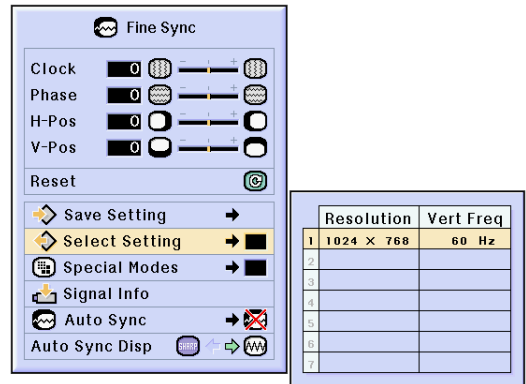 Fine Sync
Clock 0 - +
Phase 0 - +
H-Pos 0 - +
V-Pos 0 - +
Reset
Save Setting
Select Setting
Special Modes
Signal Info
Auto Sync
Auto Sync Disp SHARP
Resolution Vert Freq
1 1024 × 768 60 Hz
2
3
4
5
6
7